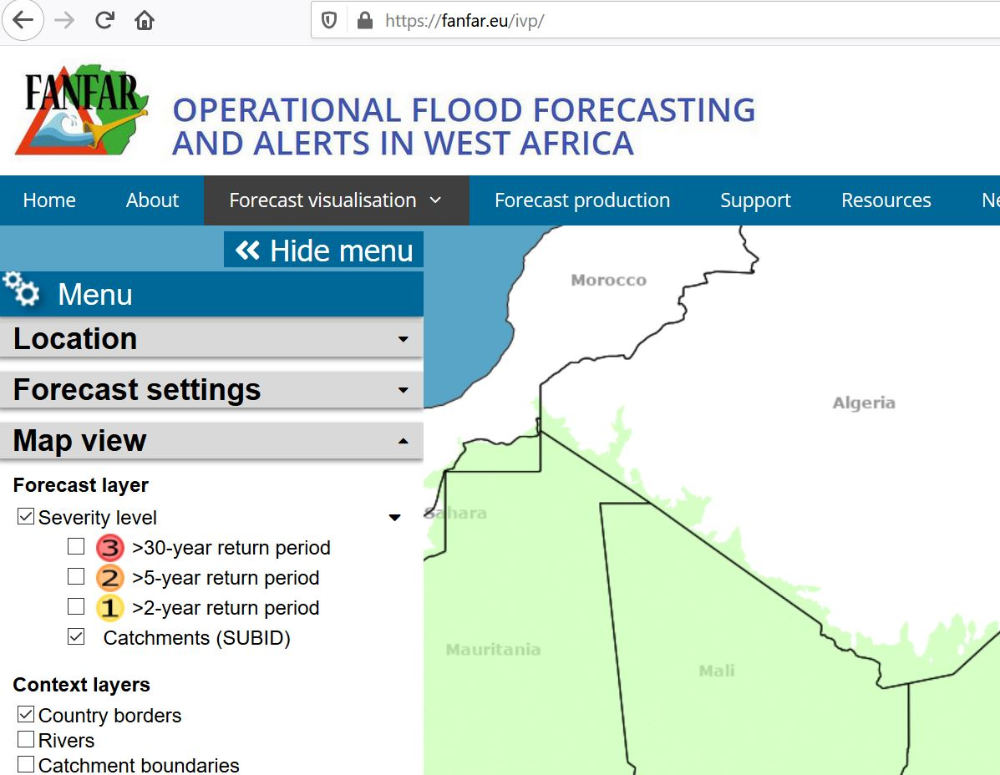 https://fanfar.eu/ivp/
FANFAR
OPERATIONAL FLOOD FORECASTING
AND ALERTS IN WEST AFRICA
Home About Forecast visualisation Forecast production Support Resources Ne
Hide menu
Menu
Location
Forecast settings
Map view
Forecast layer
Severity level
3 >30-year return period
2 >5-year return period
1 >2-year return period
Catchments (SUBID)
Context layers
Country borders
Rivers
Catchment boundaries
Morocco
Algeria
Sahara
Mauritania
Mali